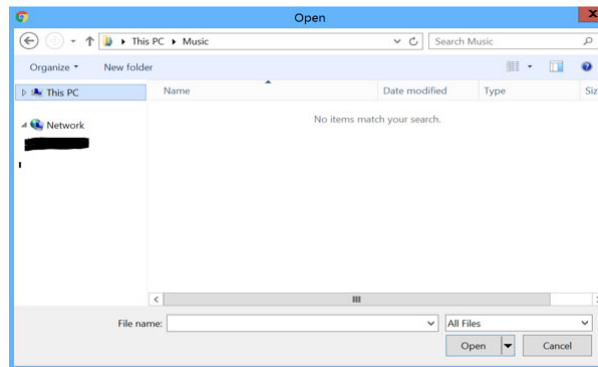 Open
This PC ▸ Music
Search Music
Organize
New folder
This PC
Name
Date modified
Type
Siz
Network
No items match your search.
File name:
All Files
Open
Cancel